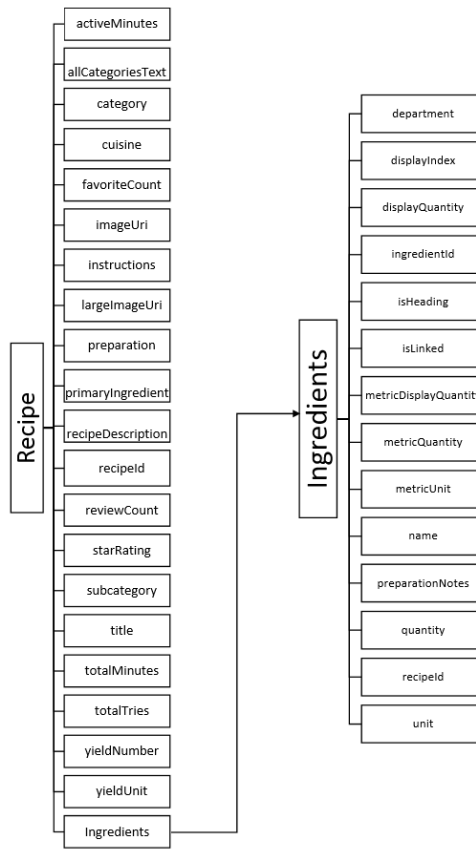 Recipe
activeMinutes
allCategoriesText
category
cuisine
favoriteCount
imageUri
instructions
largeImageUri
preparation
primaryIngredient
recipeDescription
recipeId
reviewCount
starRating
subcategory
title
totalMinutes
totalTries
yieldNumber
yieldUnit
Ingredients
Ingredients
department
displayIndex
displayQuantity
ingredientId
isHeading
isLinked
metricDisplayQuantity
metricQuantity
metricUnit
name
preparationNotes
quantity
recipeId
unit